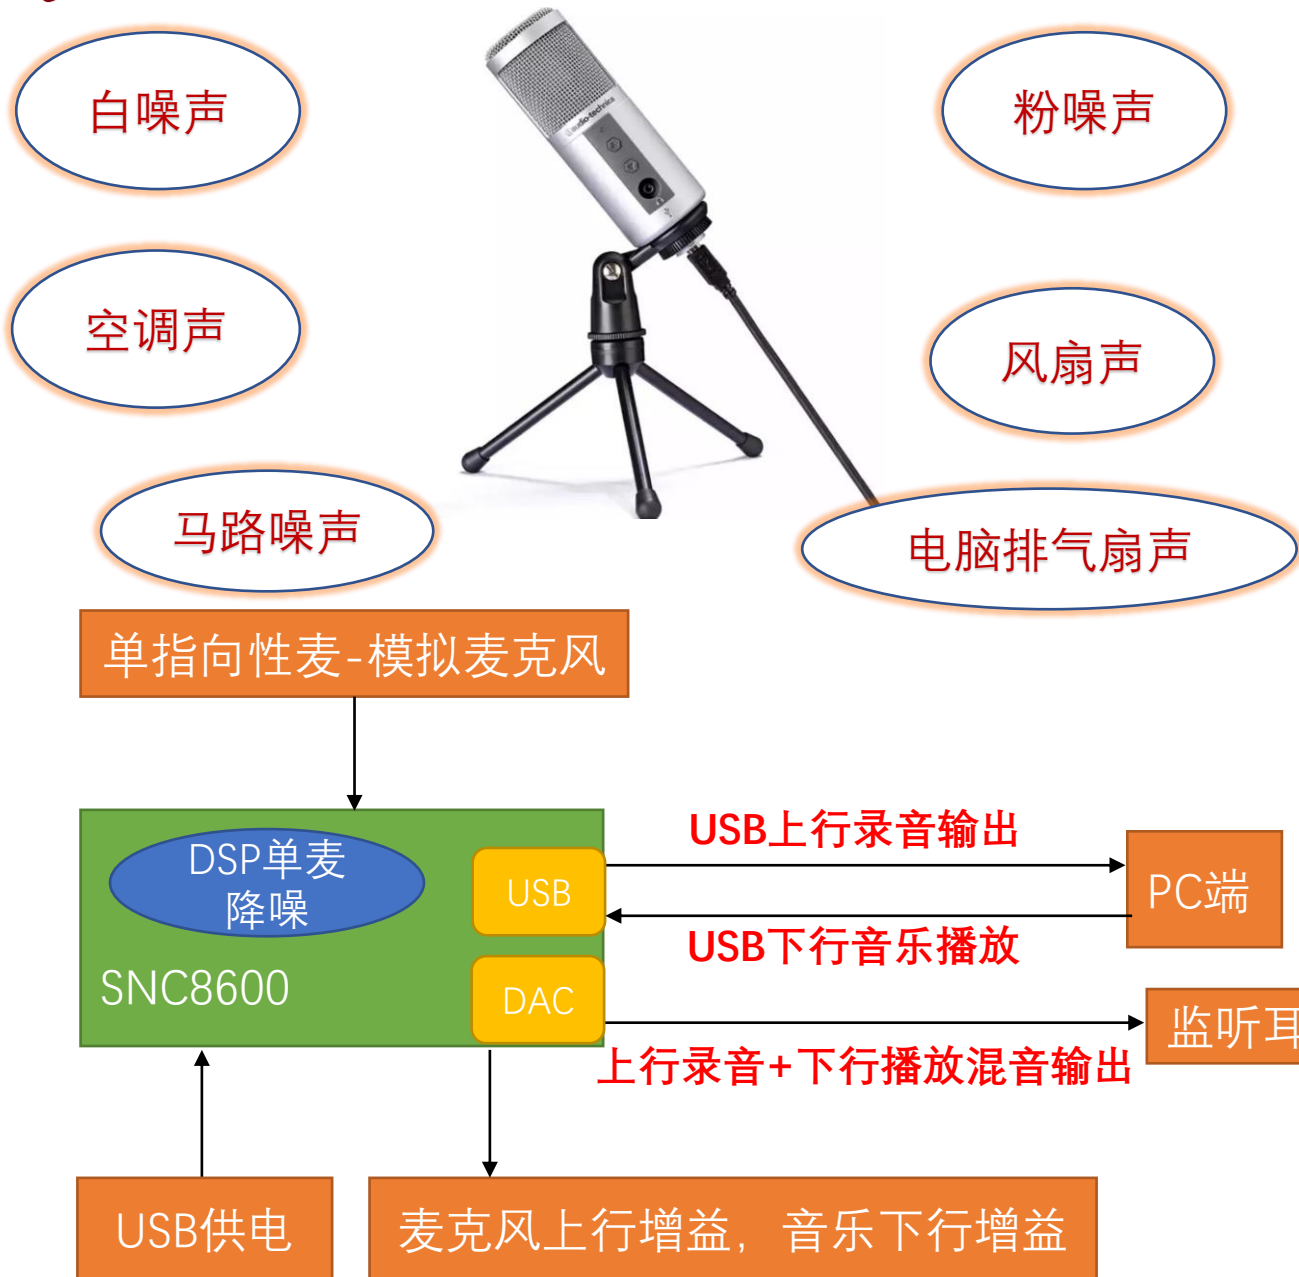 白噪声
粉噪声
audio-technica
空调声
风扇声
马路噪声
电脑排气扇声
单指向性麦-模拟麦克风
DSP单麦
降噪
USB
SNC8600
DAC
USB上行录音输出
PC端
USB下行音乐播放
监听耳
上行录音+下行播放混音输出
USB供电
麦克风上行增益，音乐下行增益